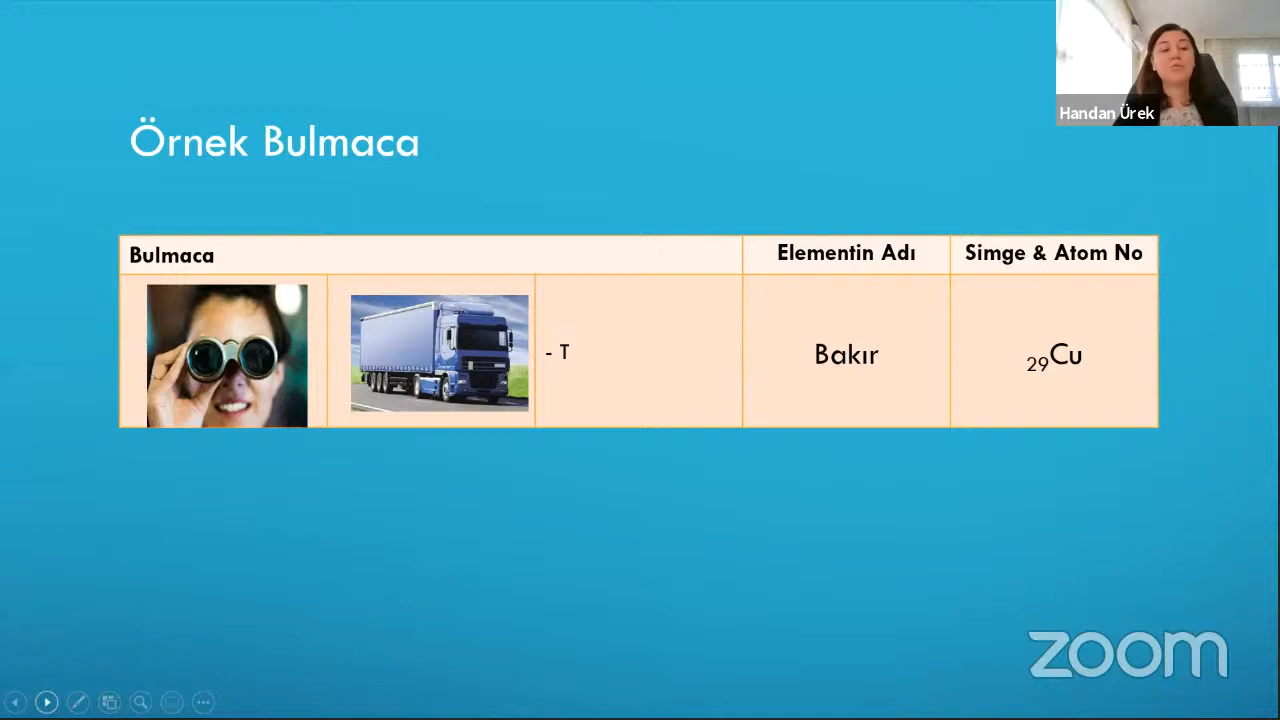 Handan Ürek
Örnek Bulmaca
Bulmaca
Elementin Adı
Simge & Atom No
- T
Bakır
29Cu
zoom